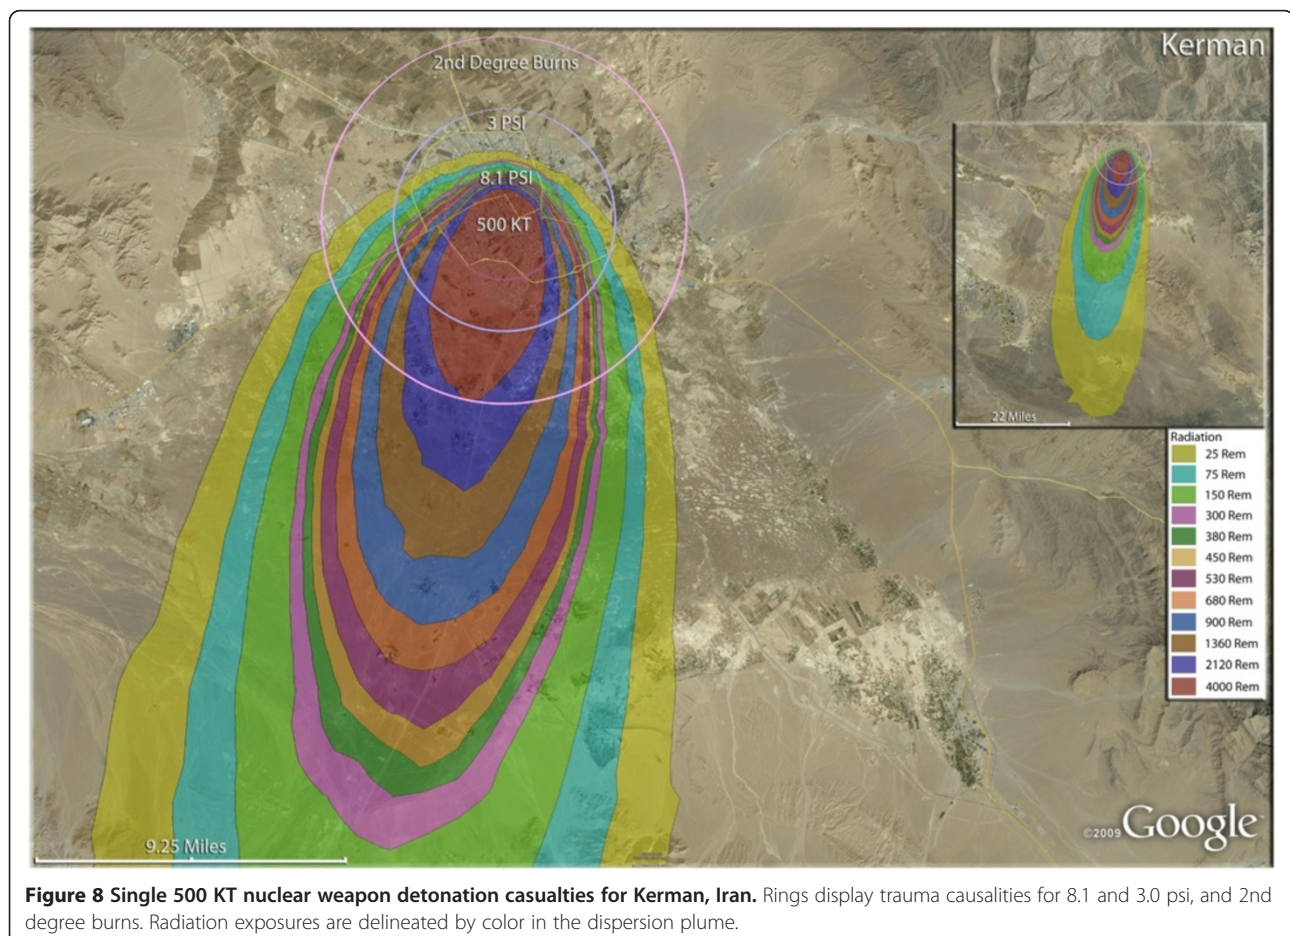 Kerman
2nd Degree Burns
3 PSI
8.1 PSI
500 KT
22 Miles
Radiation
25 Rem
75 Rem
150 Rem
300 Rem
380 Rem
450 Rem
530 Rem
680 Rem
900 Rem
1360 Rem
2120 Rem
4000 Rem
9.25 Miles
©2009 Google
Figure 8 Single 500 KT nuclear weapon detonation casualties for Kerman, Iran. Rings display trauma causalities for 8.1 and 3.0 psi, and 2nd
degree burns. Radiation exposures are delineated by color in the dispersion plume.